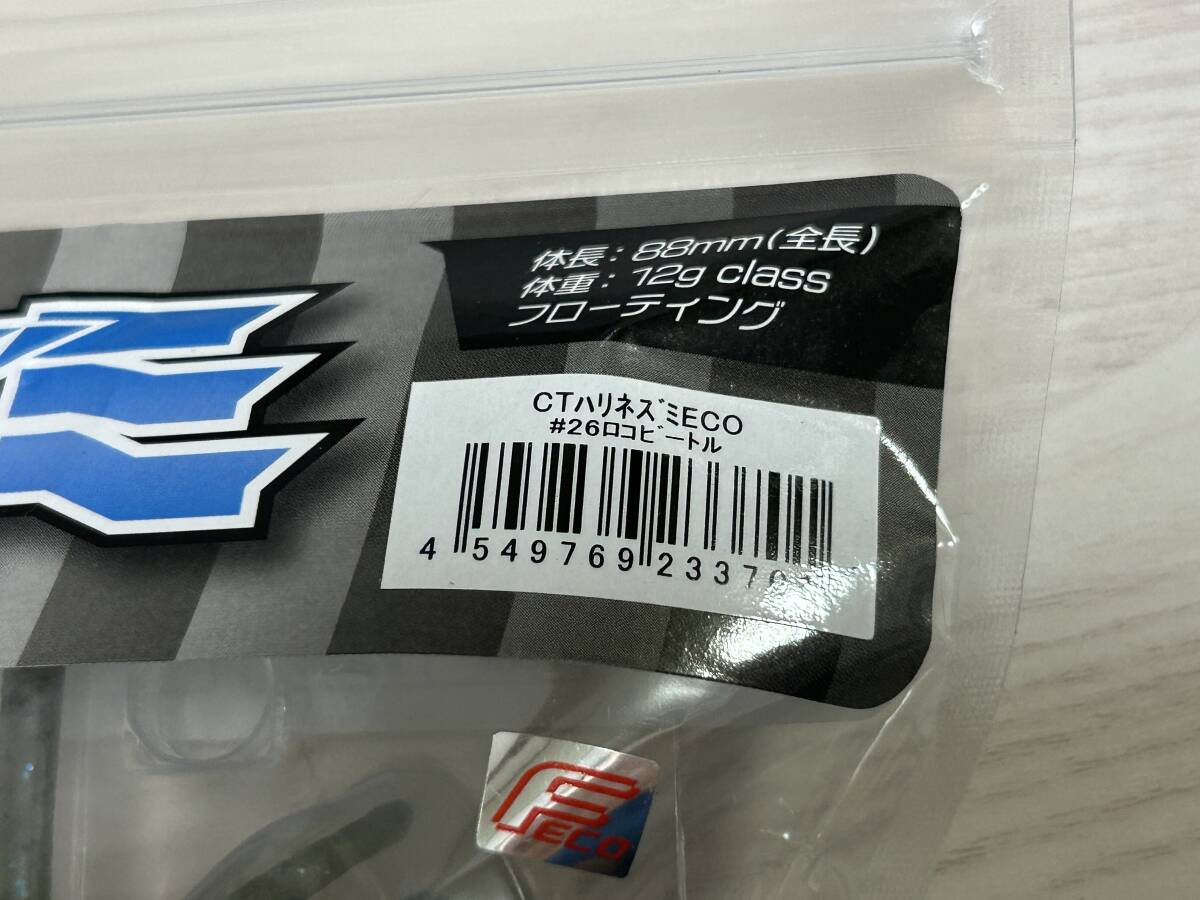 体長：88mm(全長)
体重：12g class
フローティング
CTハリネズミECO
#26ロコビートル
4 549769 2337
FECO